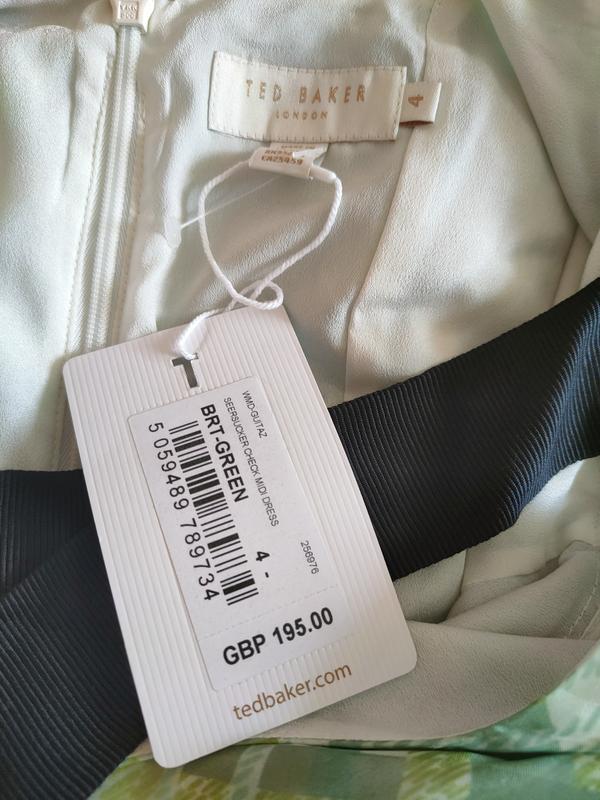 TED BAKER
LONDON
4
CA25459
T
WMD-GUITAZ
SEERSUCKER CHECK MIDI DRESS
BRT-GREEN
5 059489 789734
4 -
256976
GBP 195.00
tedbaker.com